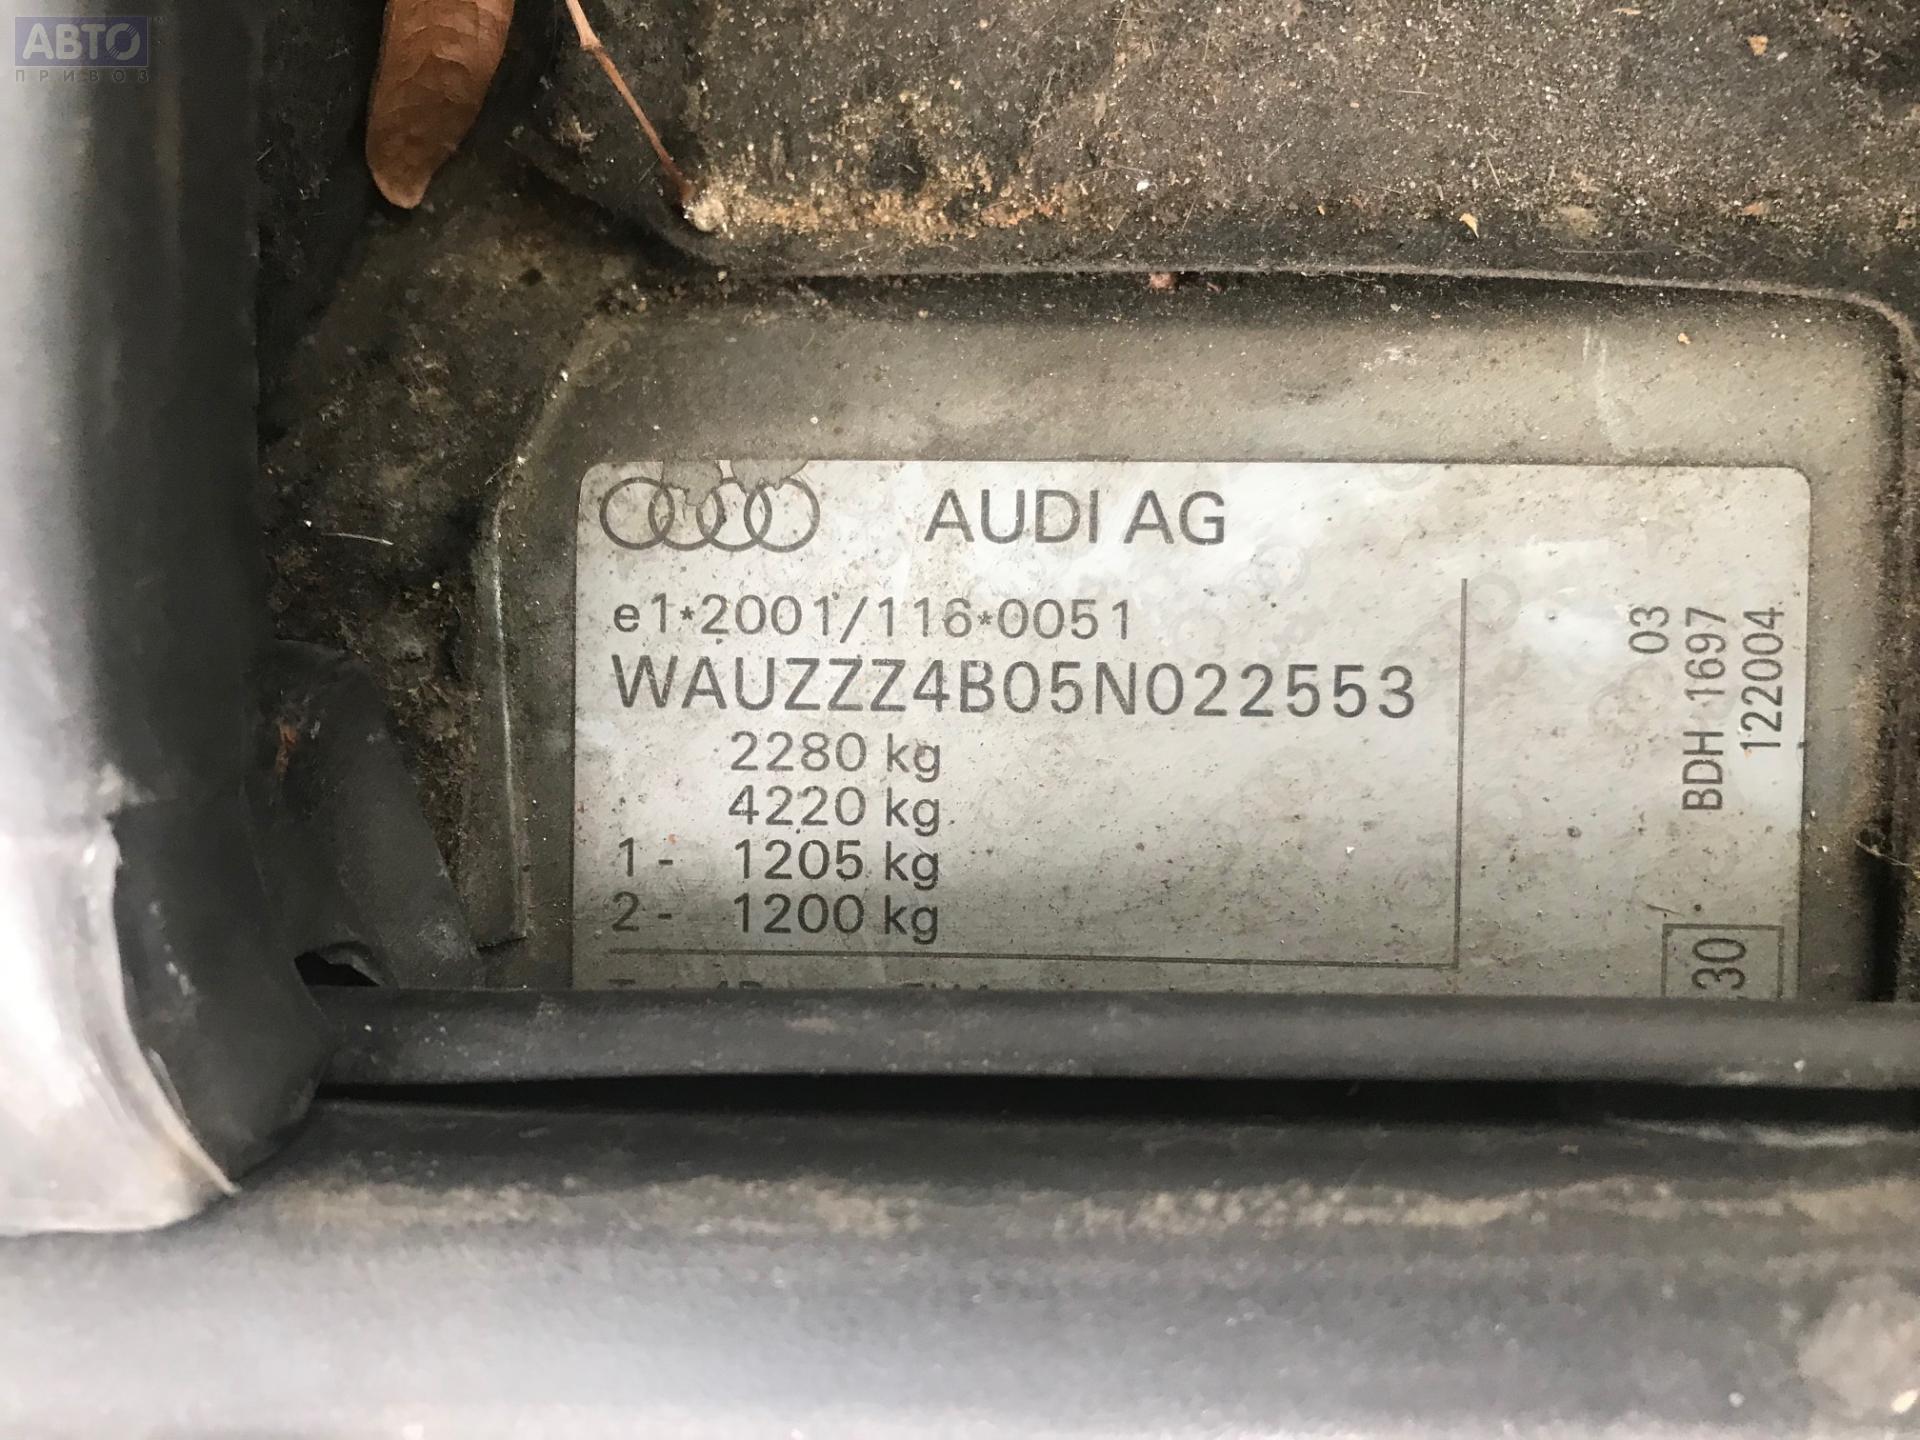 АВТО
ПРИВОЗ
AUDI AG
e1*2001/116*0051
WAUZZZ4B05N022553
2280 kg
4220 kg
1 - 1205 kg
2 - 1200 kg
03
BDH 1697
122004